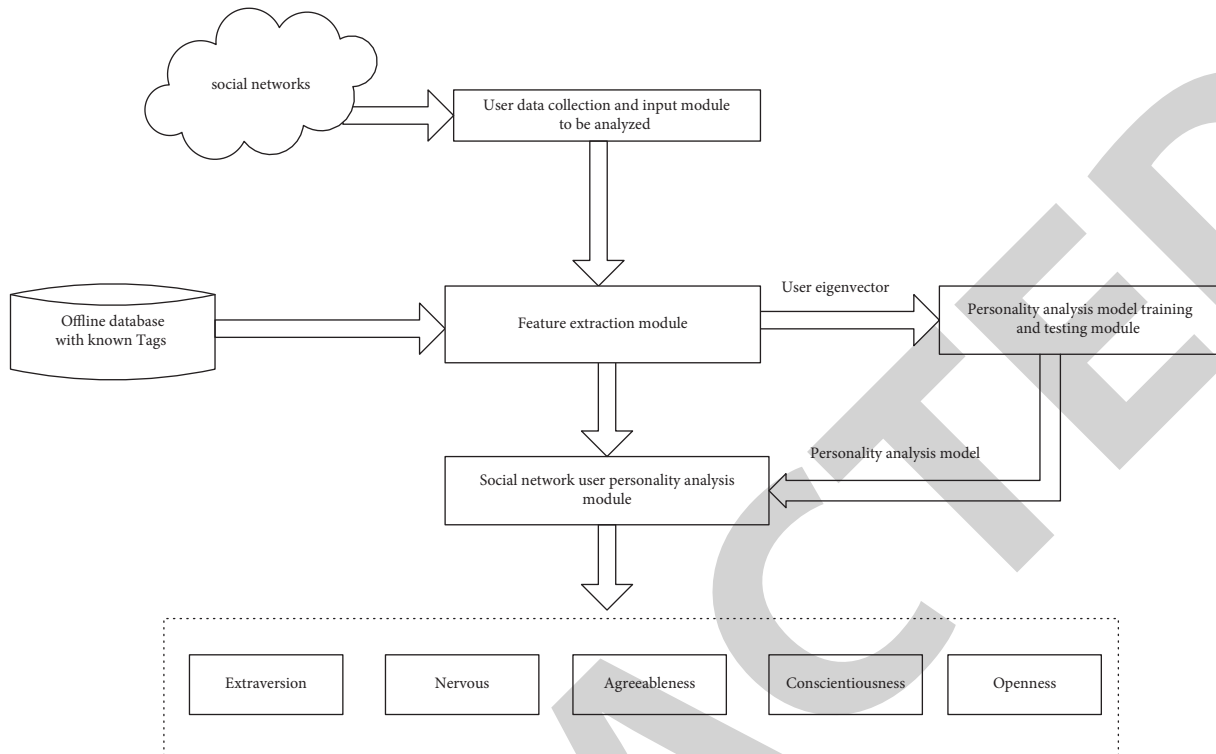 social networks
User data collection and input module
to be analyzed
Offline database
with known Tags
Feature extraction module
User eigenvector
Personality analysis model training
and testing module
Personality analysis model
Social network user personality analysis
module
Extraversion
Nervous
Agreeableness
Conscientiousness
Openness
ACTED